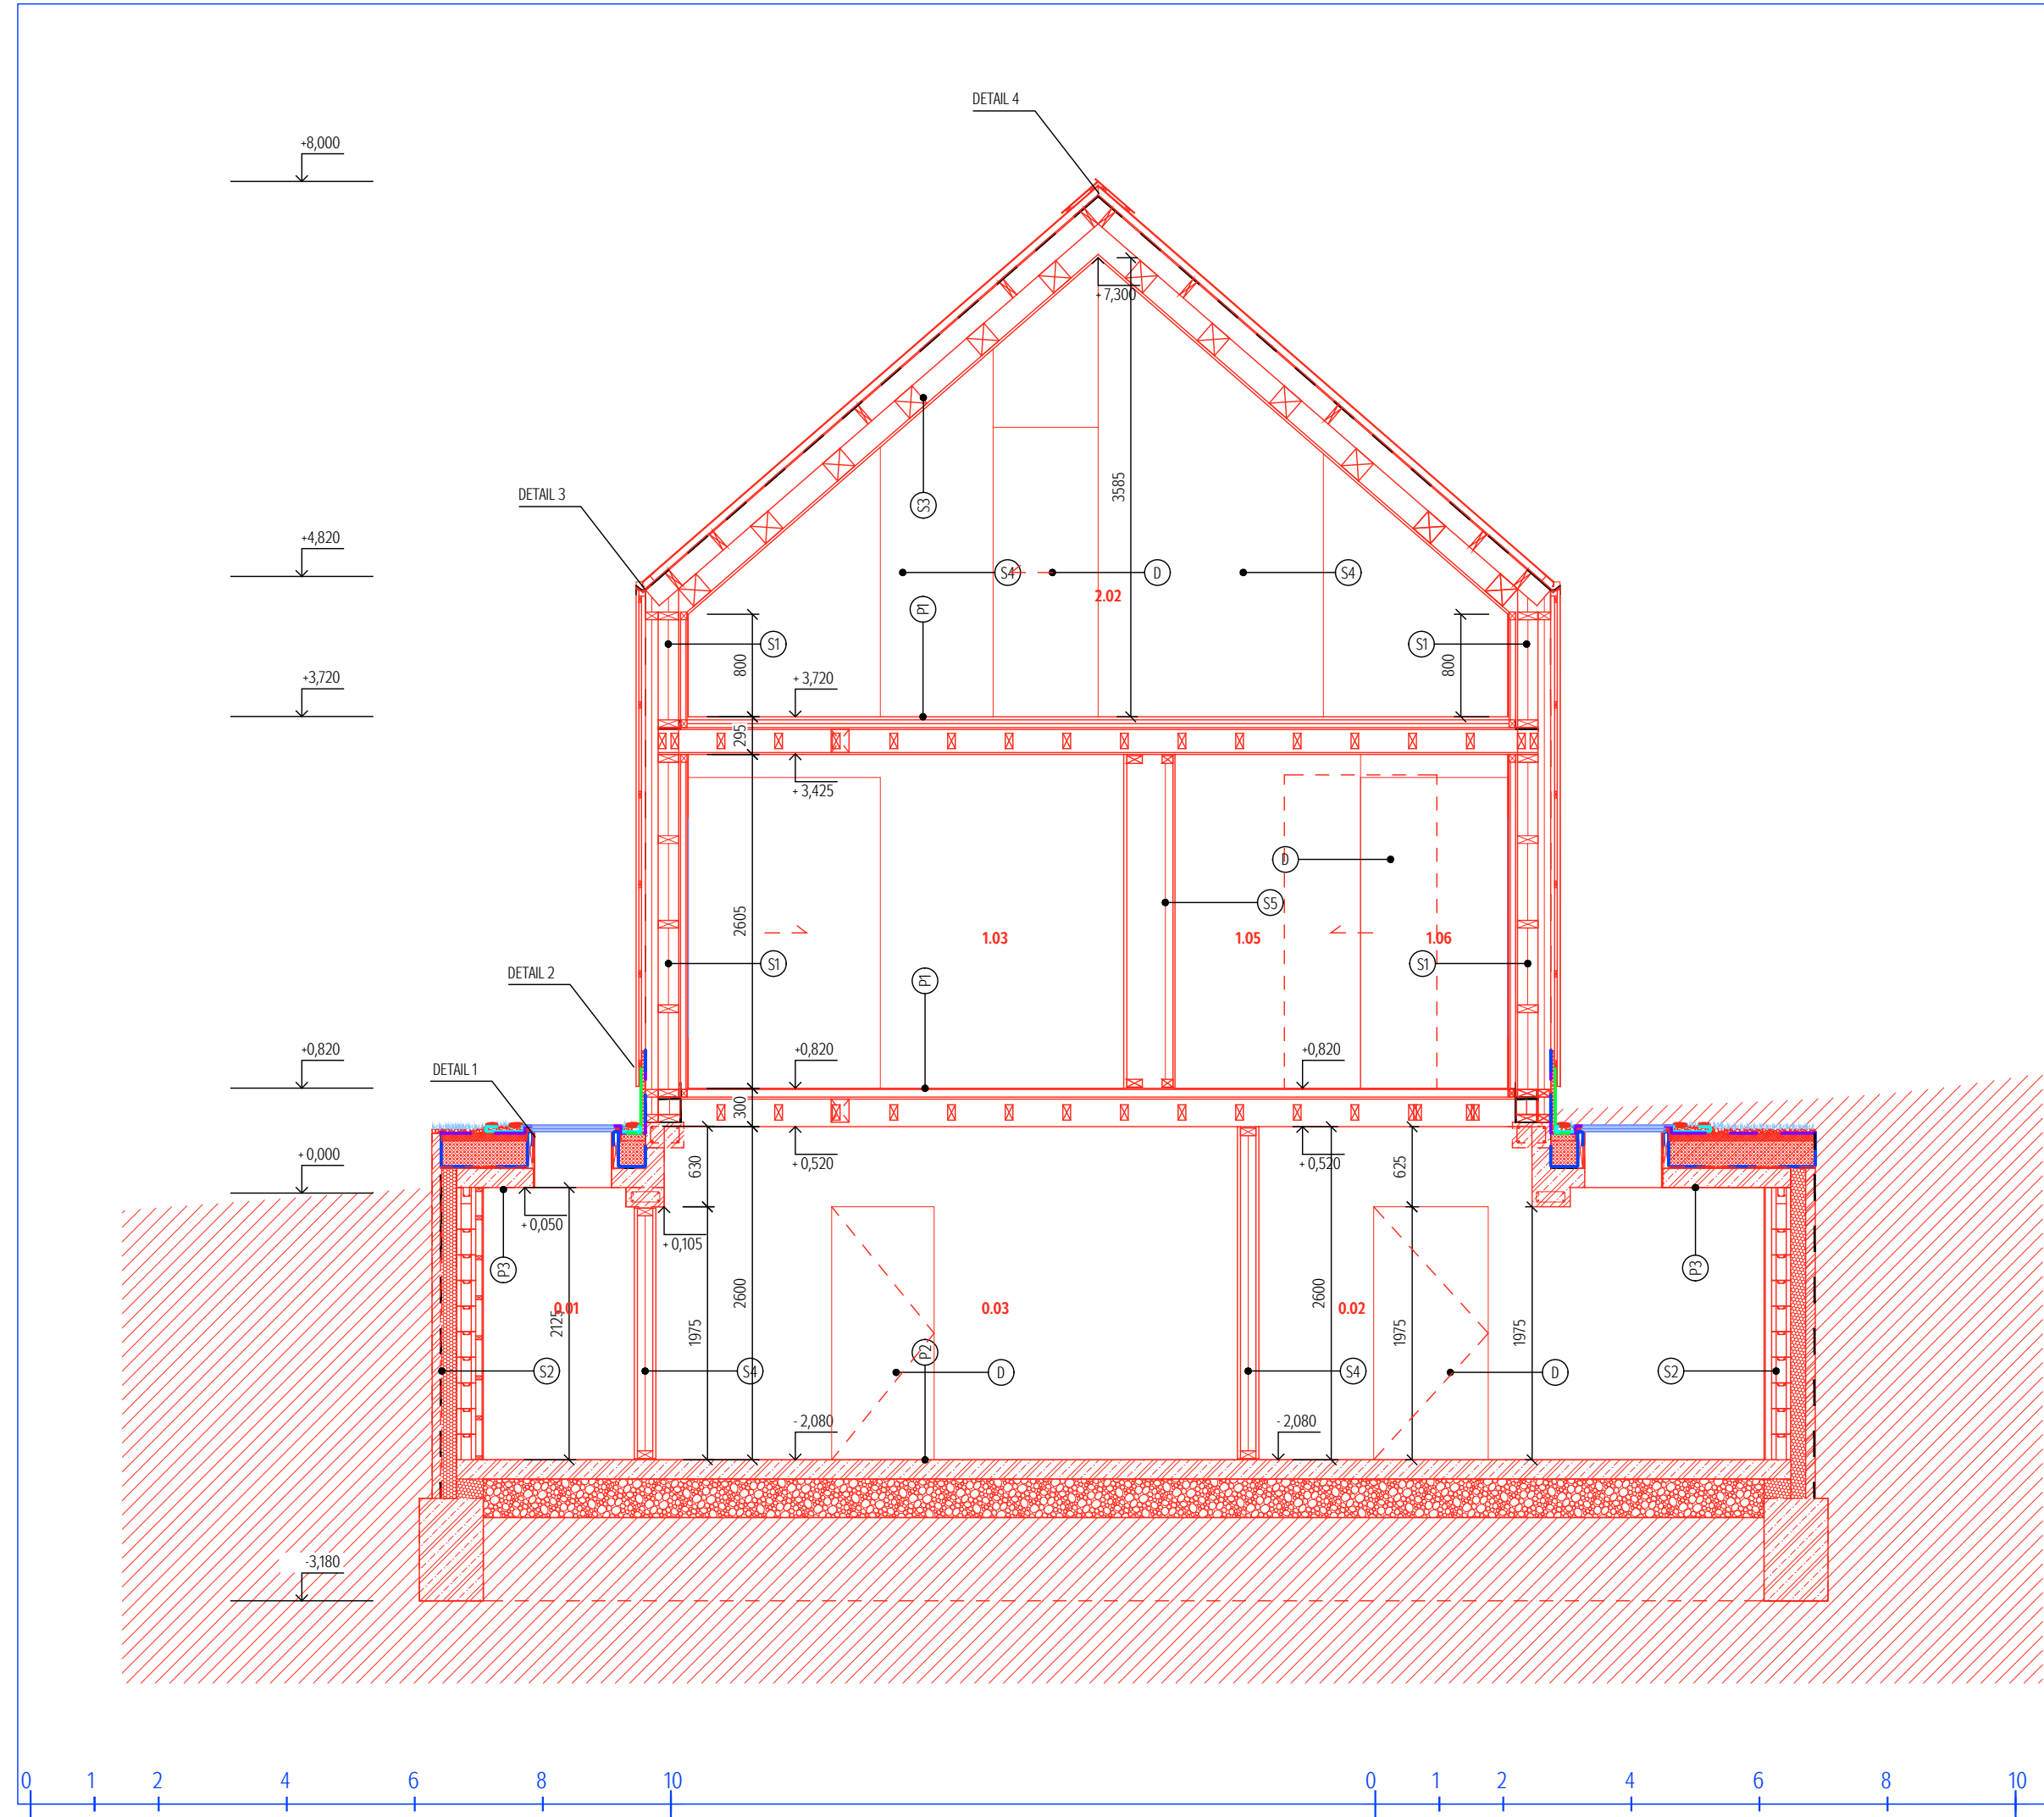 DETAIL 4
+8,000
+ 7,300
DETAIL 3
3585
S3
+4,820
S4
D
S4
2.02
P1
S1
S1
800
800
+3,720
+ 3,720
295
+ 3,425
D
S5
2605
1.03
1.05
1.06
S1
S1
DETAIL 2
P1
+0,820
+0,820
+0,820
DETAIL 1
300
+ 0,000
+ 0,520
+ 0,520
630
625
+ 0,050
+ 0,105
P3
P3
0.01
2125
0.03
0.02
1975
2600
2600
1975
1975
P2
S2
S4
D
S4
D
S2
- 2,080
- 2,080
-3,180
0 1 2 4 6 8 10 0 1 2 4 6 8 10